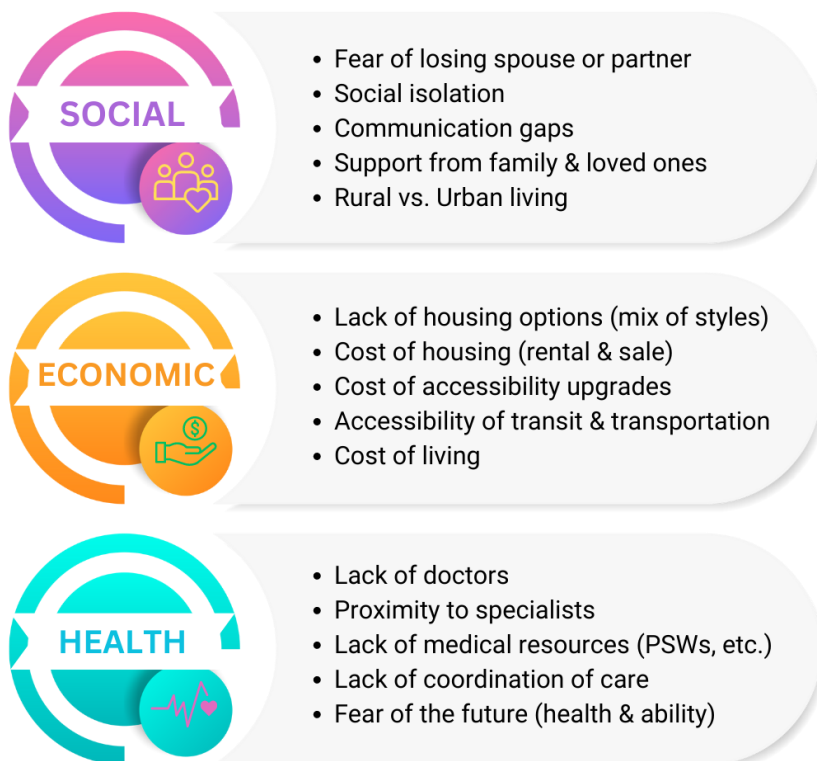 SOCIAL
• Fear of losing spouse or partner
• Social isolation
• Communication gaps
• Support from family & loved ones
• Rural vs. Urban living
ECONOMIC
$
• Lack of housing options (mix of styles)
• Cost of housing (rental & sale)
• Cost of accessibility upgrades
• Accessibility of transit & transportation
• Cost of living
HEALTH
• Lack of doctors
• Proximity to specialists
• Lack of medical resources (PSWs, etc.)
• Lack of coordination of care
• Fear of the future (health & ability)